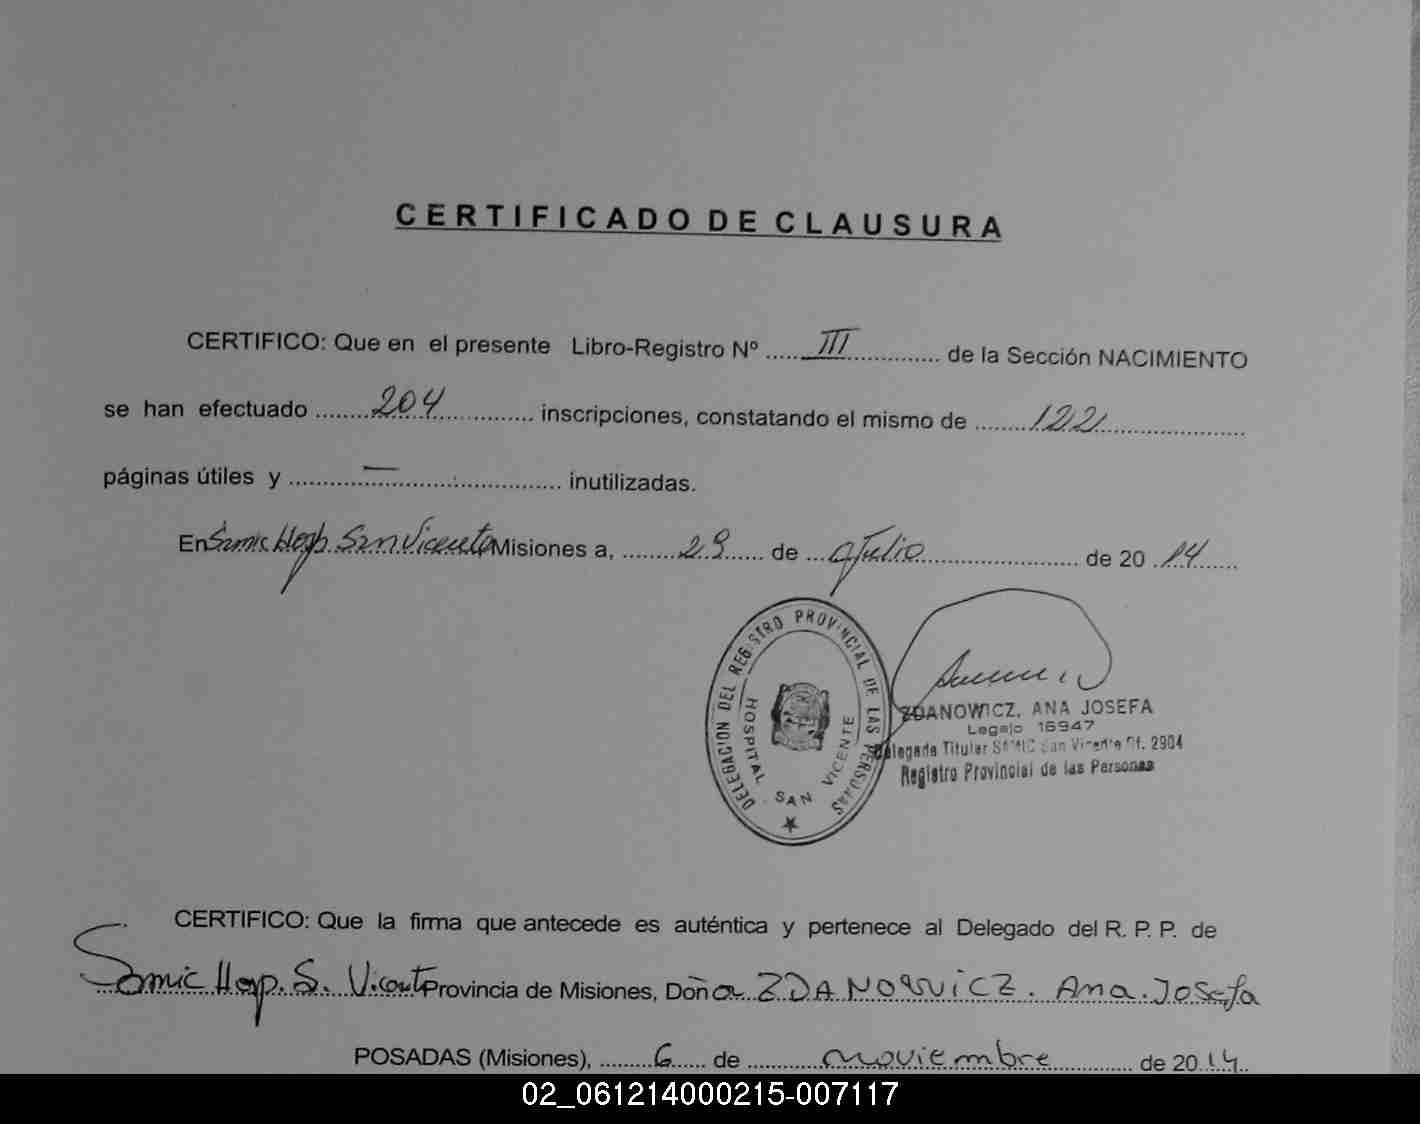 CERTIFICADO DE CLAUSURA
CERTIFICO: Que en el presente Libro-Registro Nº ..... III ............. de la Sección NACIMIENTO
se han efectuado ........ 204 ............. inscripciones, constatando el mismo de ........ 122 ....................
páginas útiles y .......... — .................... inutilizadas.
En Samic Hosp. San Vicente Misiones a, ........ 29 ...... de ... Julio ........................ de 20 .. 14 ......
DELEGACION DEL REGISTRO PROVINCIAL DE LAS PERSONAS
HOSPITAL SAN VICENTE
ZDANOWICZ, ANA JOSEFA
Legajo 16947
Delegada Titular SAMIC San Vicente Of. 2904
Registro Provincial de las Personas
CERTIFICO: Que la firma que antecede es auténtica y pertenece al Delegado del R. P. P. de
Samic Hosp. S. Vicente Provincia de Misiones, Doña ZDANOWICZ. Ana. Josefa
POSADAS (Misiones), ........ 6 ..... de ........... noviembre ............ de 20 14 ..
02_061214000215-007117